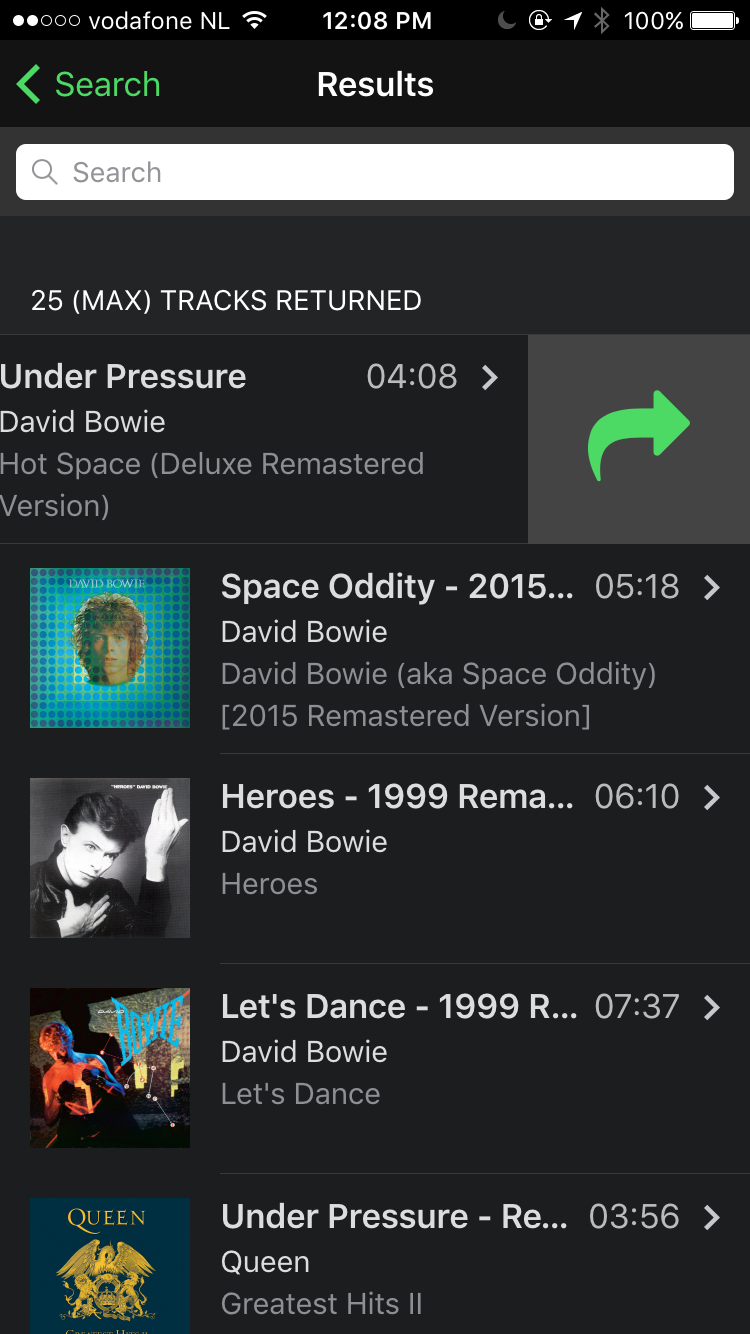 vodafone NL 12:08 PM 100%
Search Results
Search
25 (MAX) TRACKS RETURNED
Under Pressure 04:08
David Bowie
Hot Space (Deluxe Remastered
Version)
DAVID BOWIE
Space Oddity - 2015... 05:18
David Bowie
David Bowie (aka Space Oddity)
[2015 Remastered Version]
"HEROES" DAVID BOWIE
Heroes - 1999 Rema... 06:10
David Bowie
Heroes
DAVID
BOWIE
Let's Dance - 1999 R... 07:37
David Bowie
Let's Dance
QUEEN
GREATEST HITS II
Under Pressure - Re... 03:56
Queen
Greatest Hits II